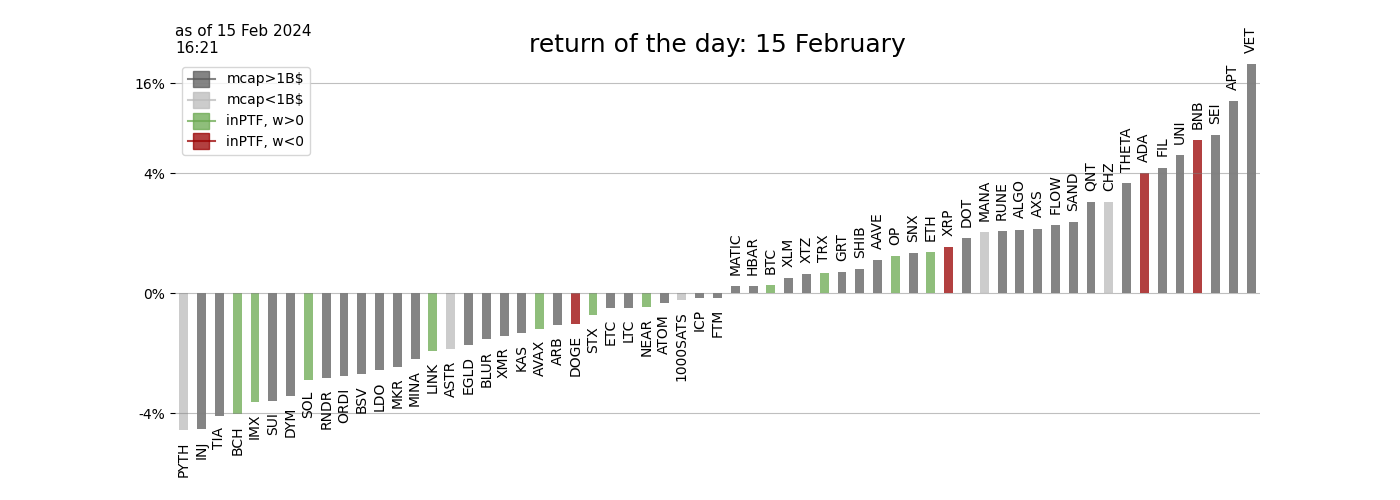 as of 15 Feb 2024
16:21
return of the day: 15 February
mcap>1B$
mcap<1B$
inPTF, w>0
inPTF, w<0
16%
4%
0%
-4%
PYTH
INJ
TIA
BCH
IMX
SUI
DYM
SOL
RNDR
ORDI
BSV
LDO
MKR
MINA
LINK
ASTR
EGLD
BLUR
XMR
KAS
AVAX
ARB
DOGE
STX
ETC
LTC
NEAR
ATOM
1000SATS
ICP
FTM
MATIC
HBAR
BTC
XLM
XTZ
TRX
GRT
SHIB
AAVE
OP
SNX
ETH
XRP
DOT
MANA
RUNE
ALGO
AXS
FLOW
SAND
QNT
CHZ
THETA
ADA
FIL
UNI
BNB
SEI
APT
VET